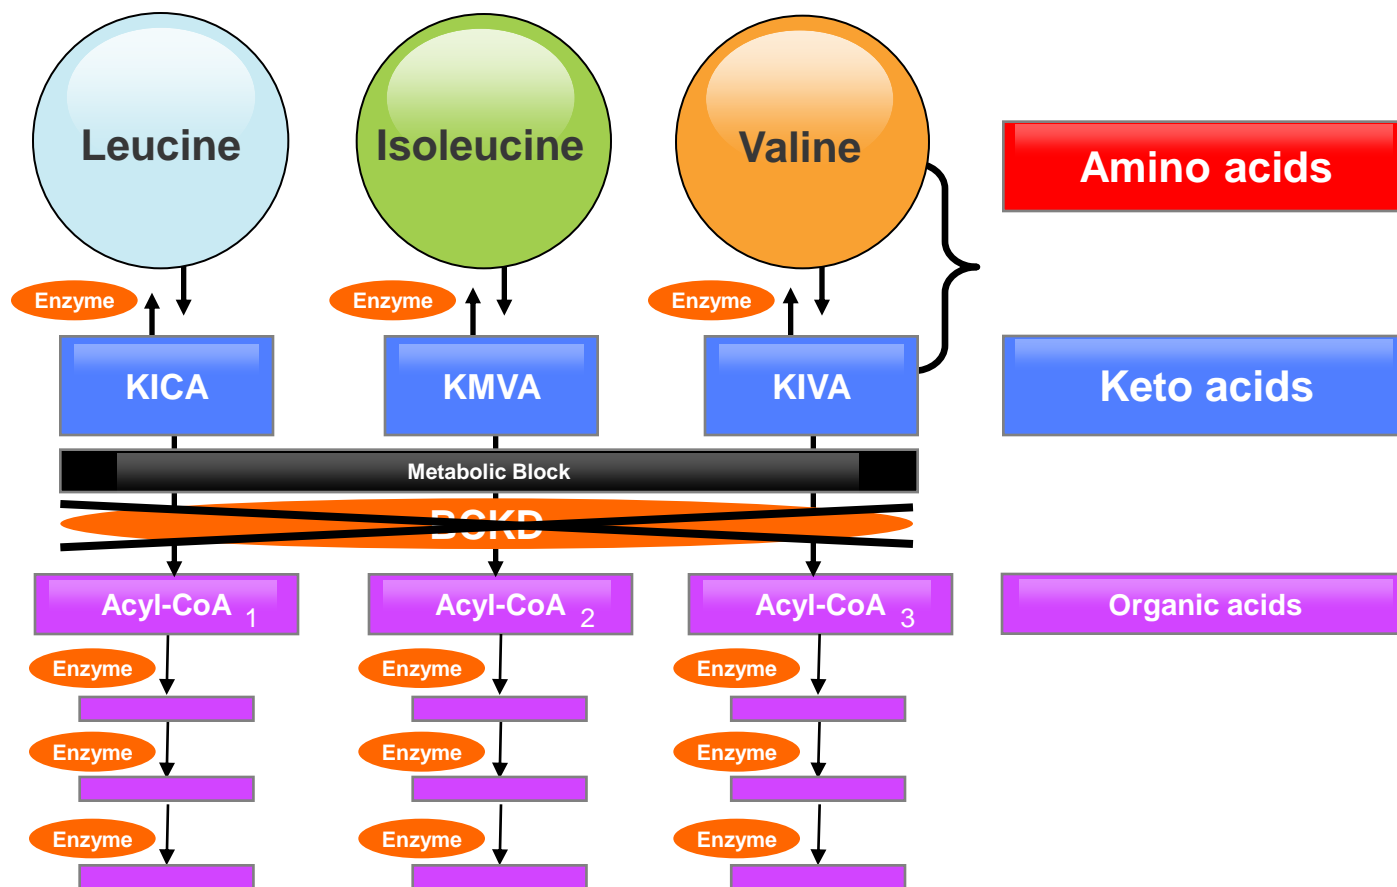 Leucine
Isoleucine
Valine
Amino acids
Enzyme
Enzyme
Enzyme
KICA
KMVA
KIVA
Keto acids
Metabolic Block
BCKD
Acyl-CoA 1
Acyl-CoA 2
Acyl-CoA 3
Organic acids
Enzyme
Enzyme
Enzyme
Enzyme
Enzyme
Enzyme
Enzyme
Enzyme
Enzyme